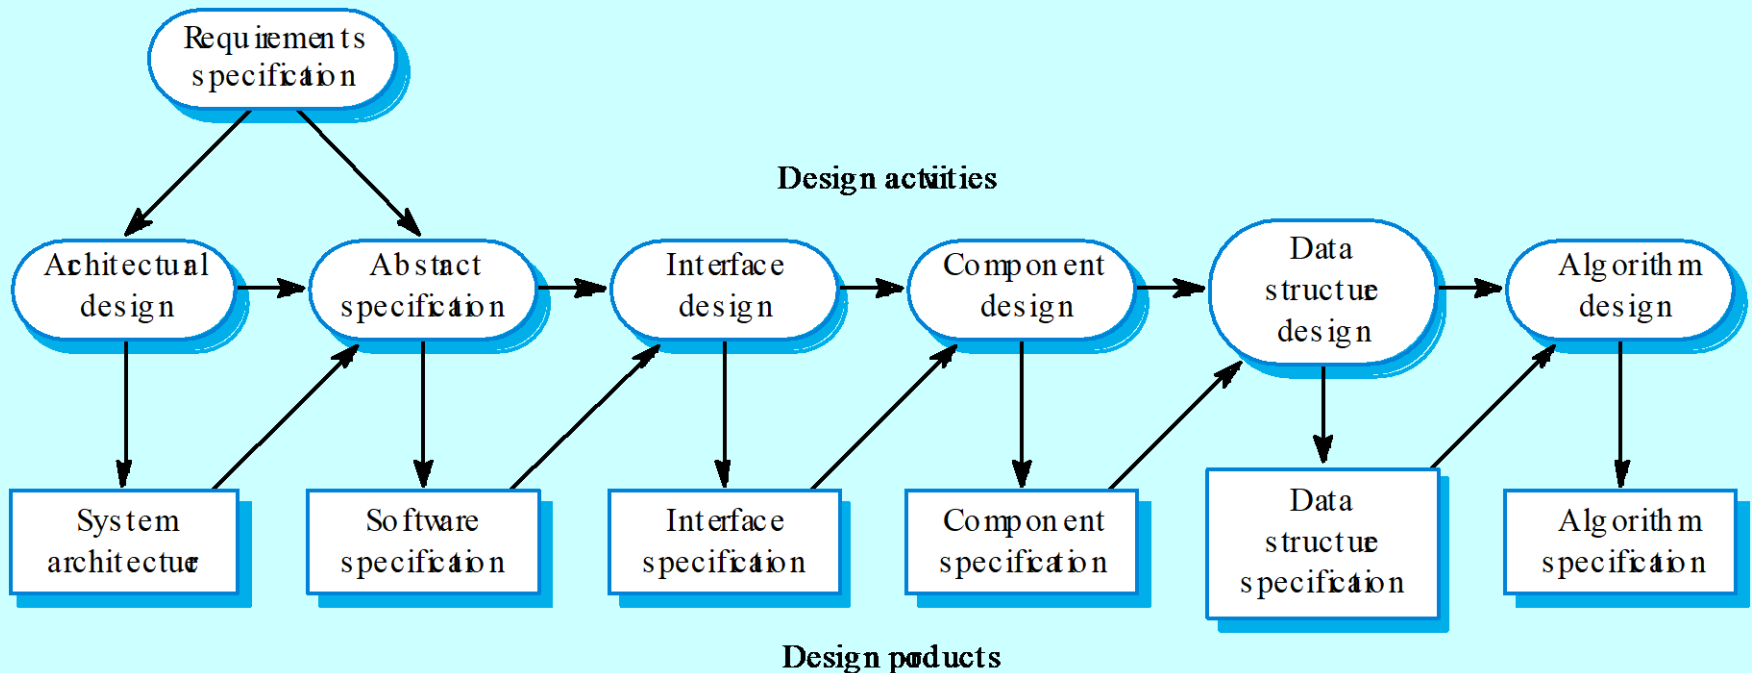 Requirements
specification
Design activities
Architectural
design
Abstract
specification
Interface
design
Component
design
Data
structure
design
Algorithm
design
System
architecture
Software
specification
Interface
specification
Component
specification
Data
structure
specification
Algorithm
specification
Design products